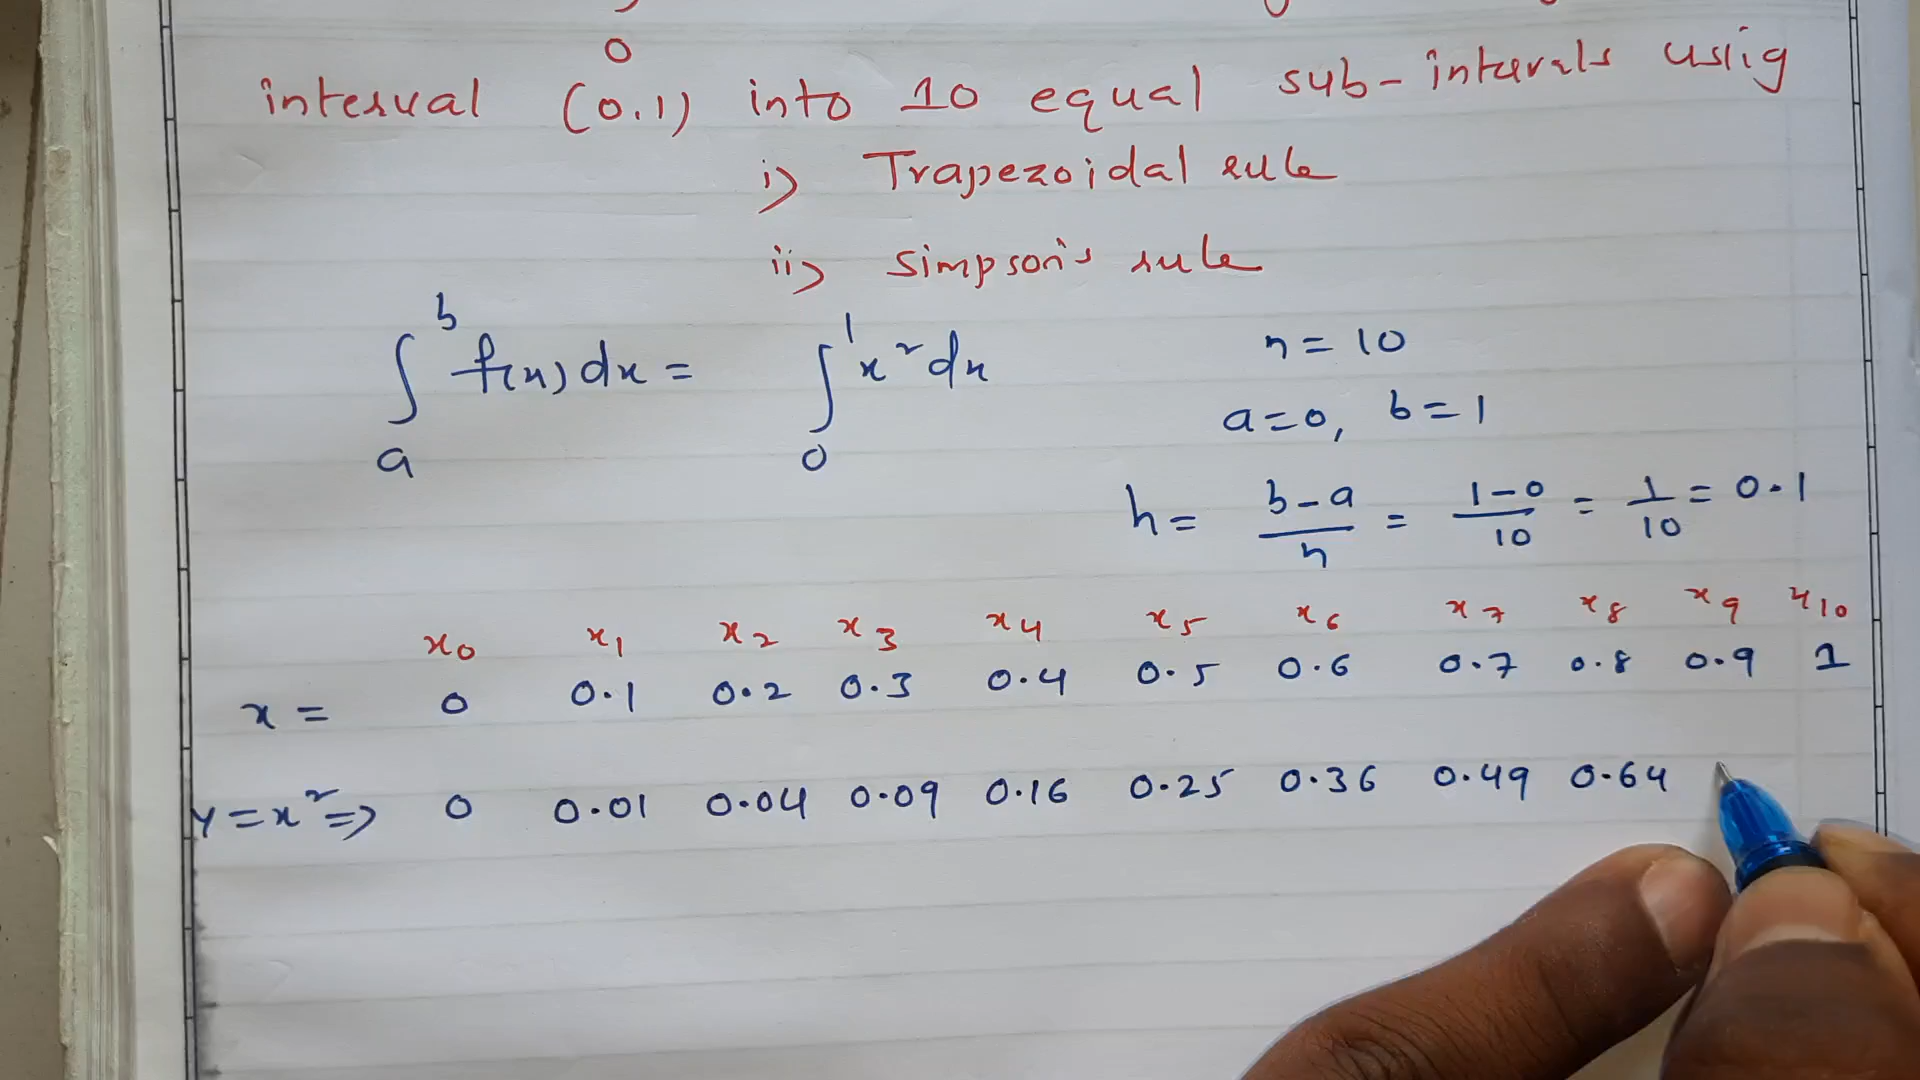 0
interval (0.1) into 10 equal sub-intervals usig
i) Trapezoidal rule
ii) Simpson's rule
∫ₐᵇ f(x) dx = ∫₀¹ x² dx
n = 10
a=0, b=1
h = b-a/n = 1-0/10 = 1/10 = 0.1
x₀ x₁ x₂ x₃ x₄ x₅ x₆ x₇ x₈ x₉ x₁₀
x = 0 0.1 0.2 0.3 0.4 0.5 0.6 0.7 0.8 0.9 1
y=x² => 0 0.01 0.04 0.09 0.16 0.25 0.36 0.49 0.64